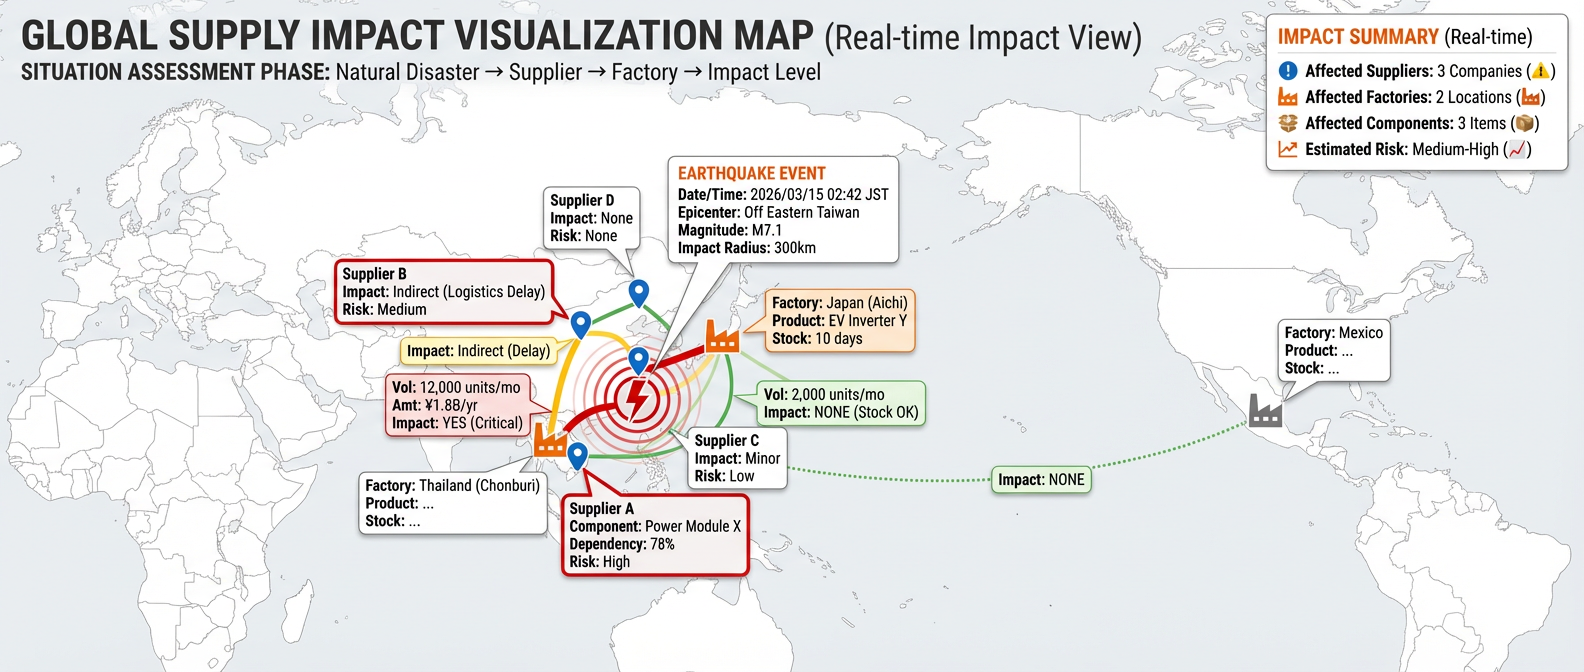 GLOBAL SUPPLY IMPACT VISUALIZATION MAP (Real-time Impact View)
SITUATION ASSESSMENT PHASE: Natural Disaster → Supplier → Factory → Impact Level
IMPACT SUMMARY (Real-time)
Affected Suppliers: 3 Companies (⚠️)
Affected Factories: 2 Locations (🏭)
Affected Components: 3 Items (📦)
Estimated Risk: Medium-High (📈)
EARTHQUAKE EVENT
Date/Time: 2026/03/15 02:42 JST
Epicenter: Off Eastern Taiwan
Magnitude: M7.1
Impact Radius: 300km
Supplier D
Impact: None
Risk: None
Supplier B
Impact: Indirect (Logistics Delay)
Risk: Medium
Factory: Japan (Aichi)
Product: EV Inverter Y
Stock: 10 days
Impact: Indirect (Delay)
Factory: Mexico
Product: ...
Stock: ...
Vol: 12,000 units/mo
Amt: ¥1.8B/yr
Impact: YES (Critical)
Vol: 2,000 units/mo
Impact: NONE (Stock OK)
Supplier C
Impact: Minor
Risk: Low
Impact: NONE
Factory: Thailand (Chonburi)
Product: ...
Stock: ...
Supplier A
Component: Power Module X
Dependency: 78%
Risk: High